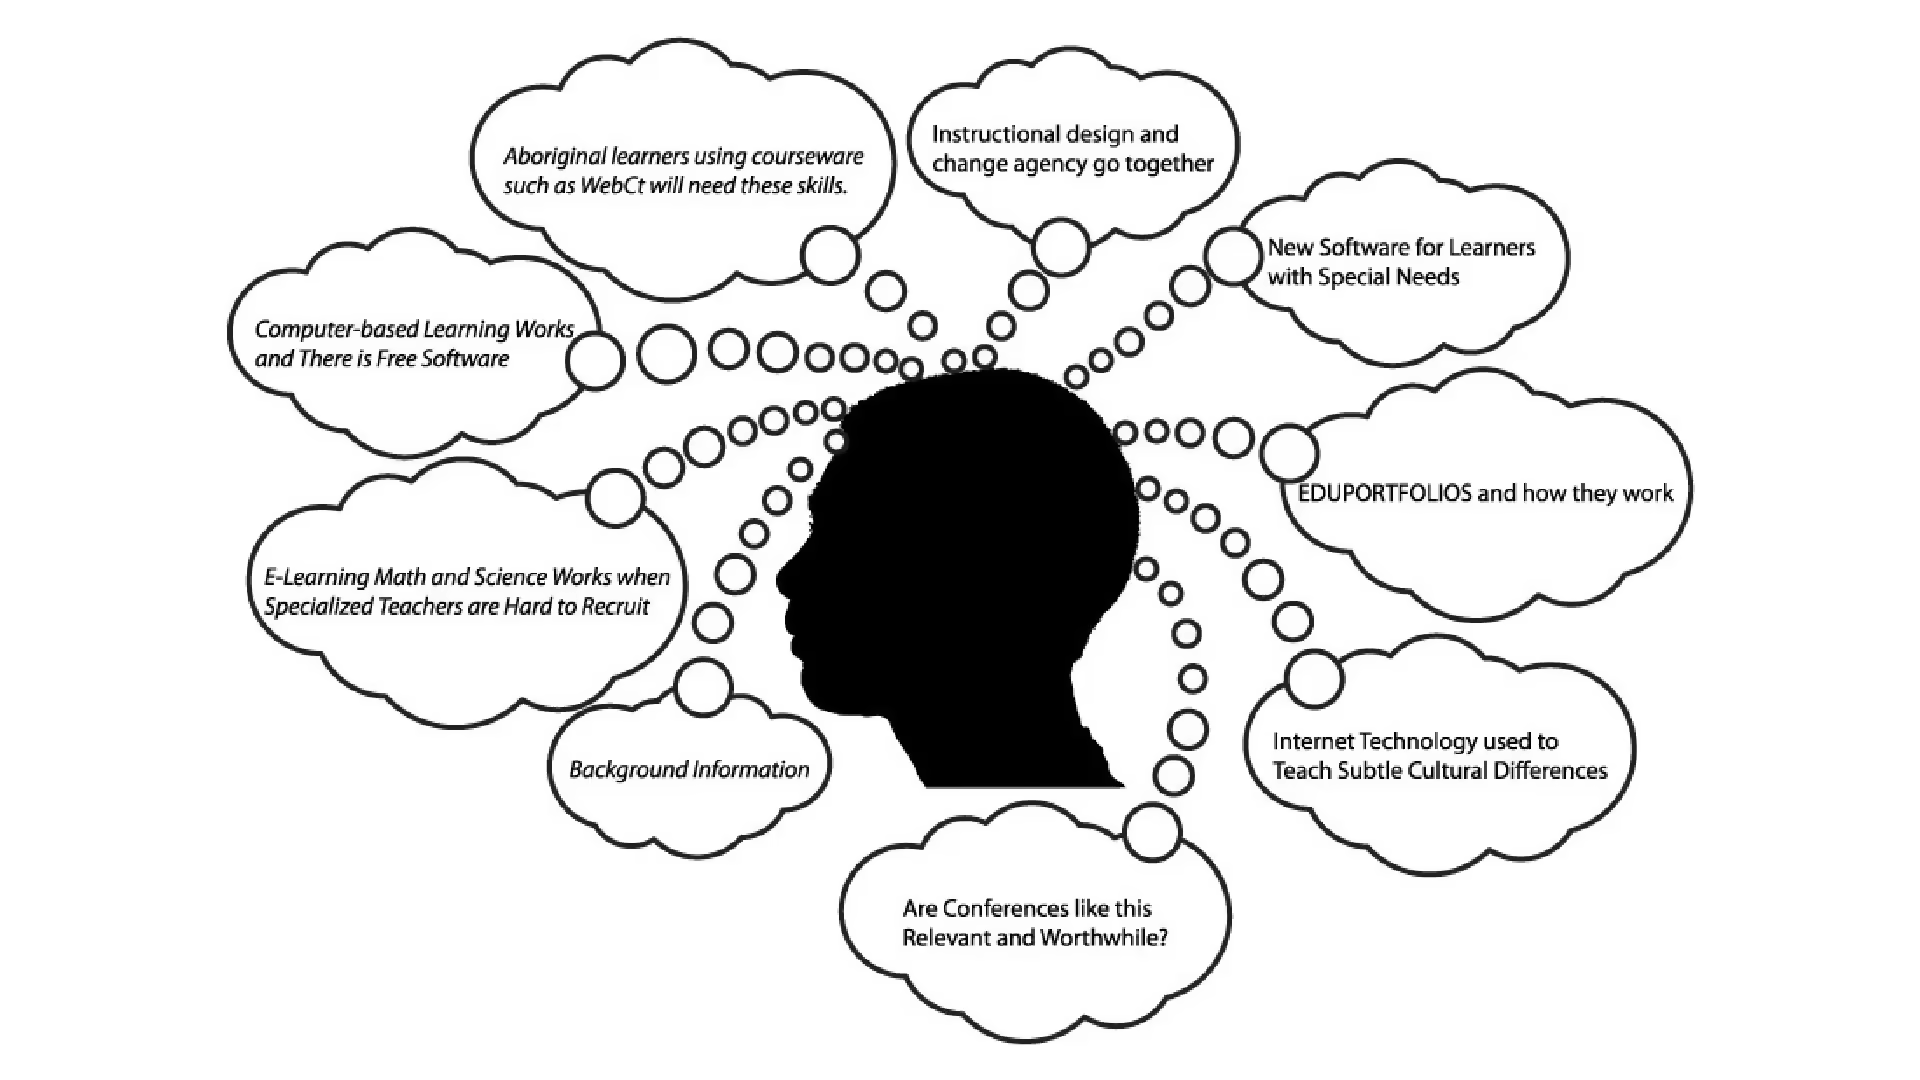 Aboriginal learners using courseware
such as WebCt will need these skills.
Instructional design and
change agency go together
New Software for Learners
with Special Needs
Computer-based Learning Works
and There is Free Software
EDUPORTFOLIOS and how they work
E-Learning Math and Science Works when
Specialized Teachers are Hard to Recruit
Internet Technology used to
Teach Subtle Cultural Differences
Background Information
Are Conferences like this
Relevant and Worthwhile?